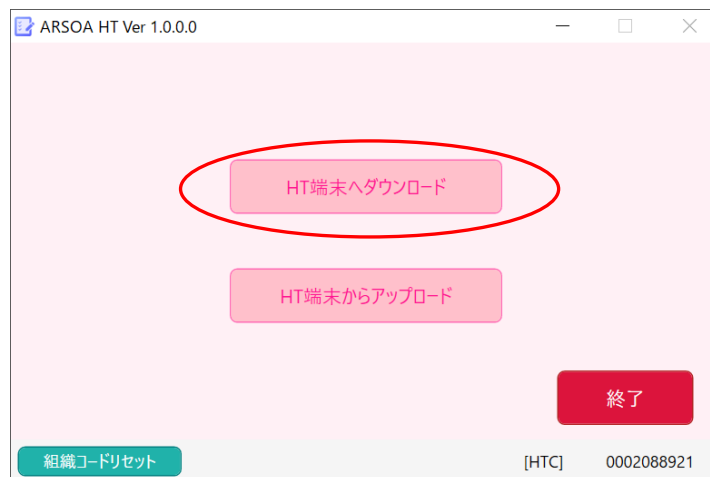 ARSOA HT Ver 1.0.0.0
HT端末へダウンロード
HT端末からアップロード
終了
組織コードリセット
[HTC] 0002088921